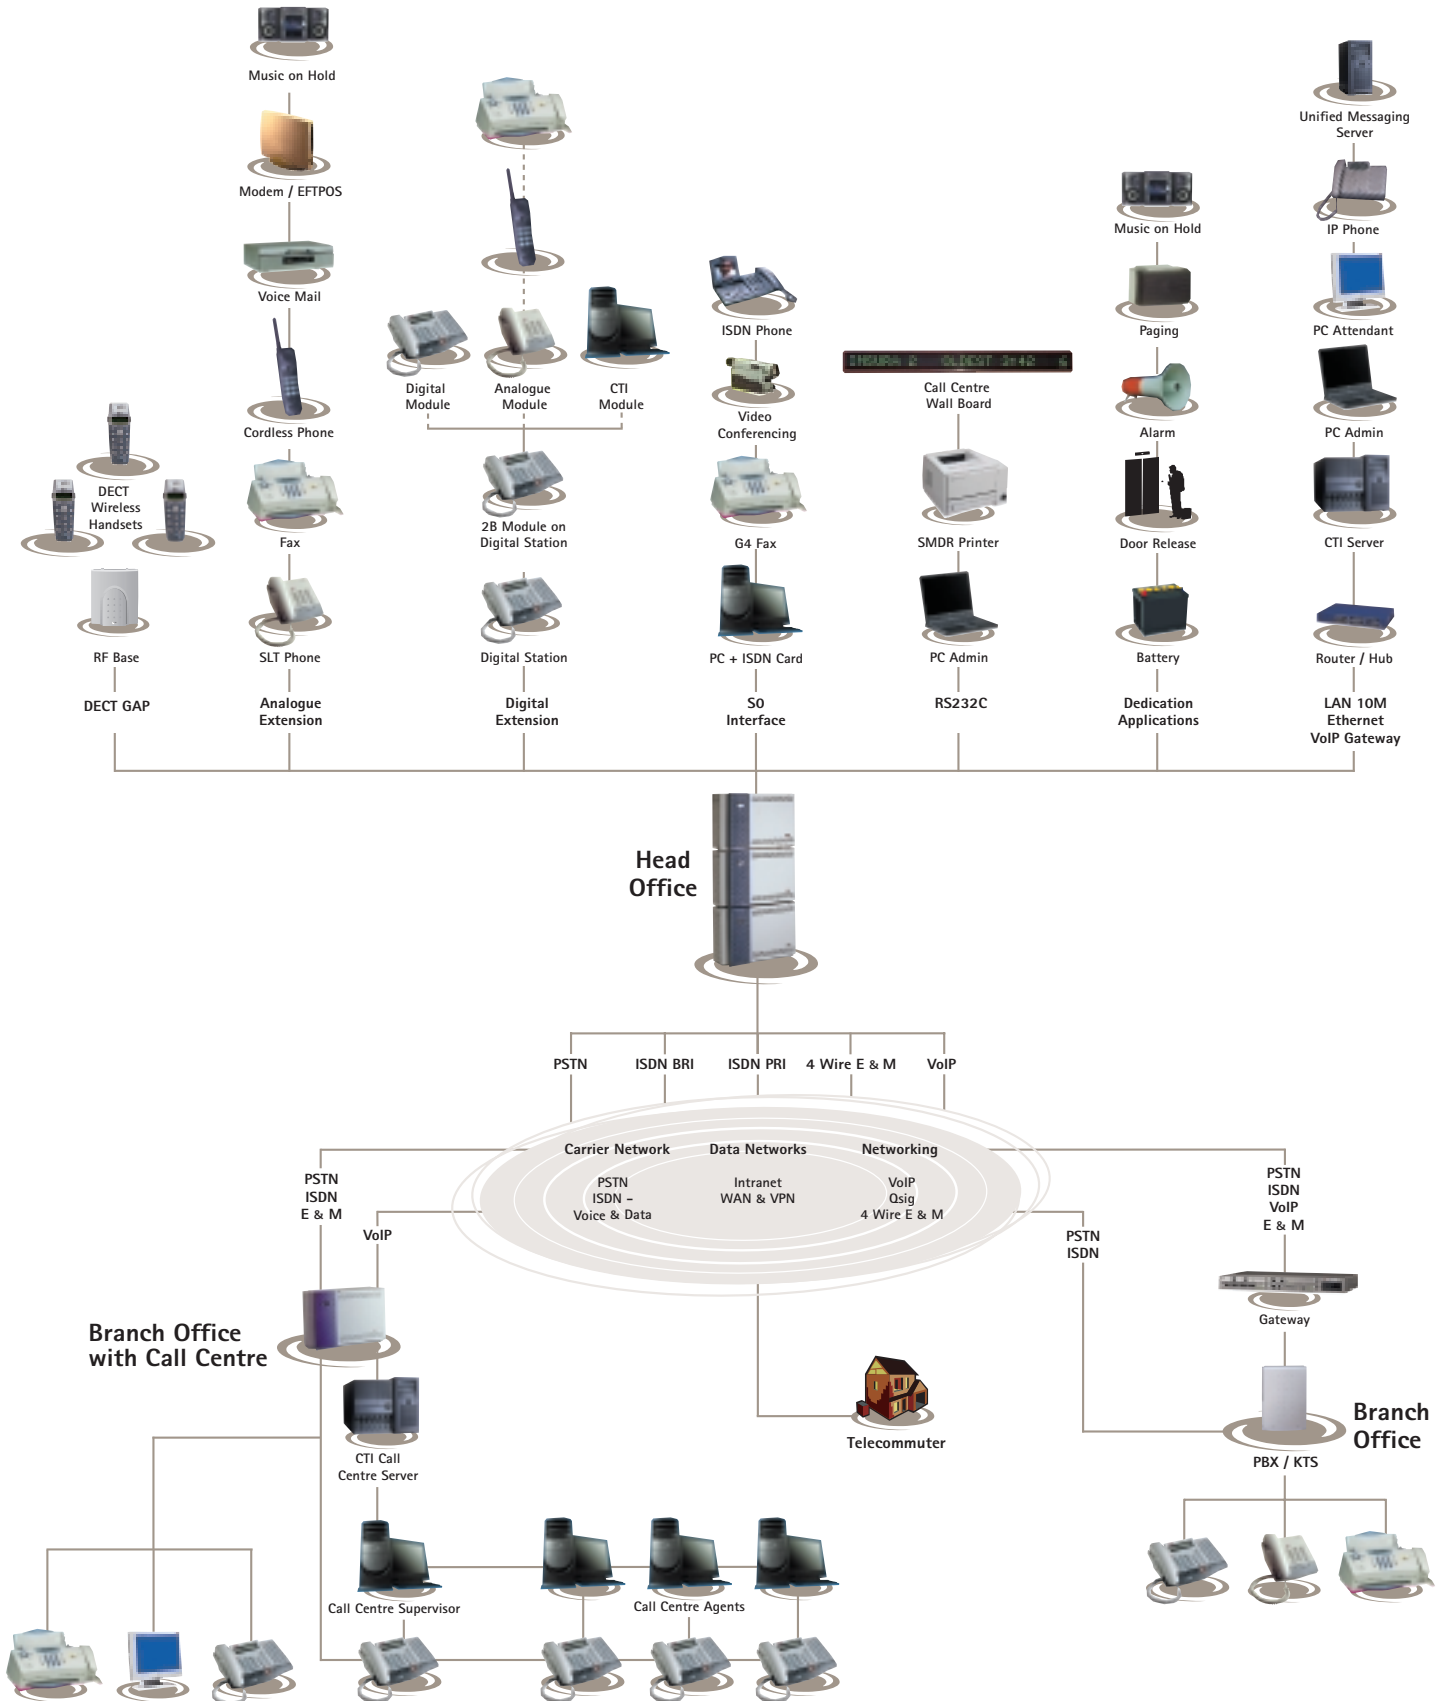 Music on Hold
Modem / EFTPOS
Voice Mail
Cordless Phone
Fax
SLT Phone
Analogue
Extension
DECT
Wireless
Handsets
RF Base
DECT GAP
Digital
Module
Analogue
Module
CTI
Module
2B Module on
Digital Station
Digital Station
Digital
Extension
ISDN Phone
Video
Conferencing
G4 Fax
PC + ISDN Card
S0
Interface
OLDEST
Call Centre
Wall Board
SMDR Printer
PC Admin
RS232C
Music on Hold
Paging
Alarm
Door Release
Battery
Dedication
Applications
Unified Messaging
Server
IP Phone
PC Attendant
PC Admin
CTI Server
Router / Hub
LAN 10M
Ethernet
VoIP Gateway
Head
Office
PSTN
ISDN BRI
ISDN PRI
4 Wire E & M
VoIP
Carrier Network
PSTN
ISDN –
Voice & Data
Data Networks
Intranet
WAN & VPN
Networking
VoIP
Qsig
4 Wire E & M
PSTN
ISDN
E & M
VoIP
PSTN
ISDN
PSTN
ISDN
VoIP
E & M
Gateway
Branch Office
with Call Centre
CTI Call
Centre Server
Telecommuter
Branch
Office
PBX / KTS
Call Centre Supervisor
Call Centre Agents